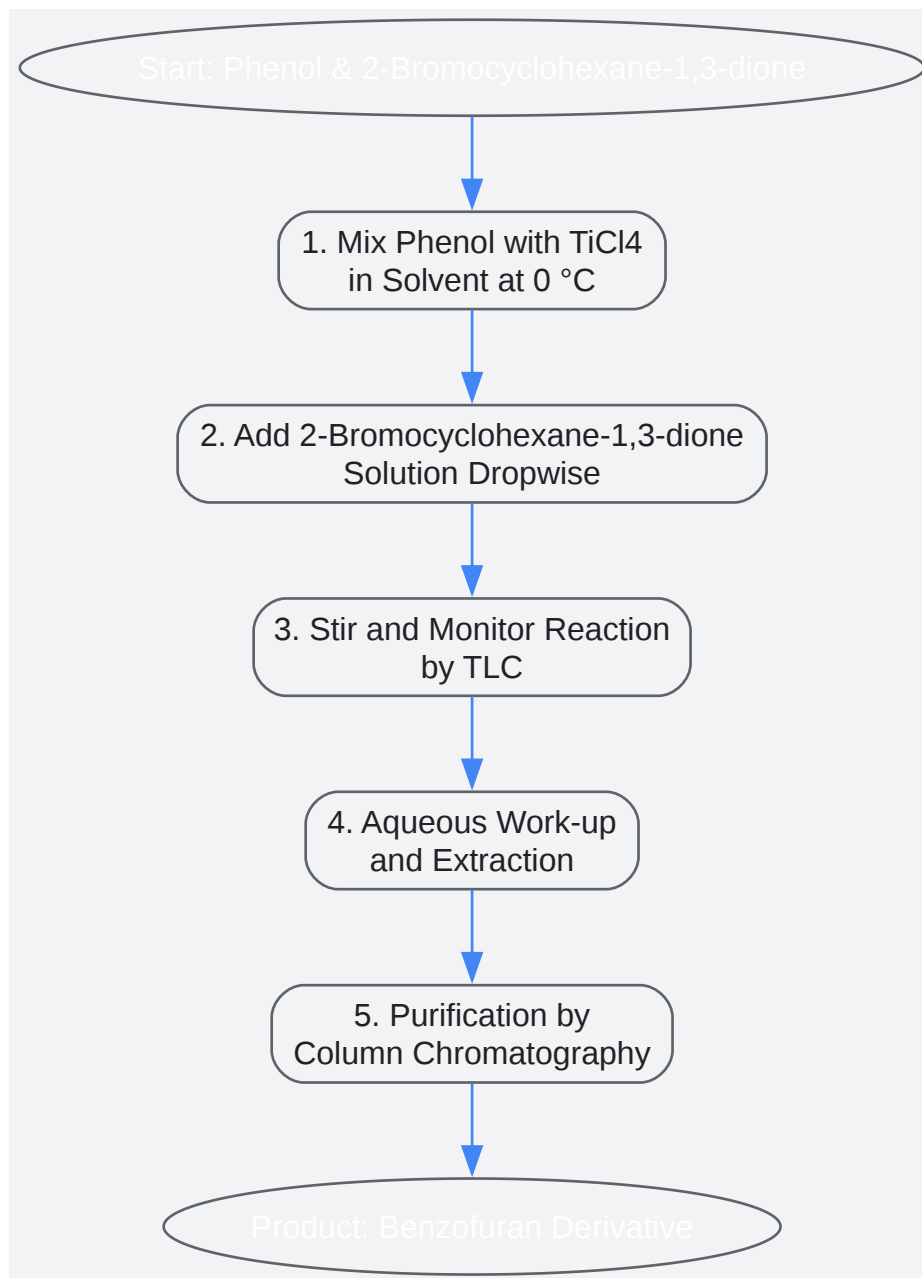 Start: Phenol & 2-Bromocyclohexane-1,3-dione
1. Mix Phenol with TiCl4
in Solvent at 0 °C
2. Add 2-Bromocyclohexane-1,3-dione
Solution Dropwise
3. Stir and Monitor Reaction
by TLC
4. Aqueous Work-up
and Extraction
5. Purification by
Column Chromatography
Product: Benzofuran Derivative